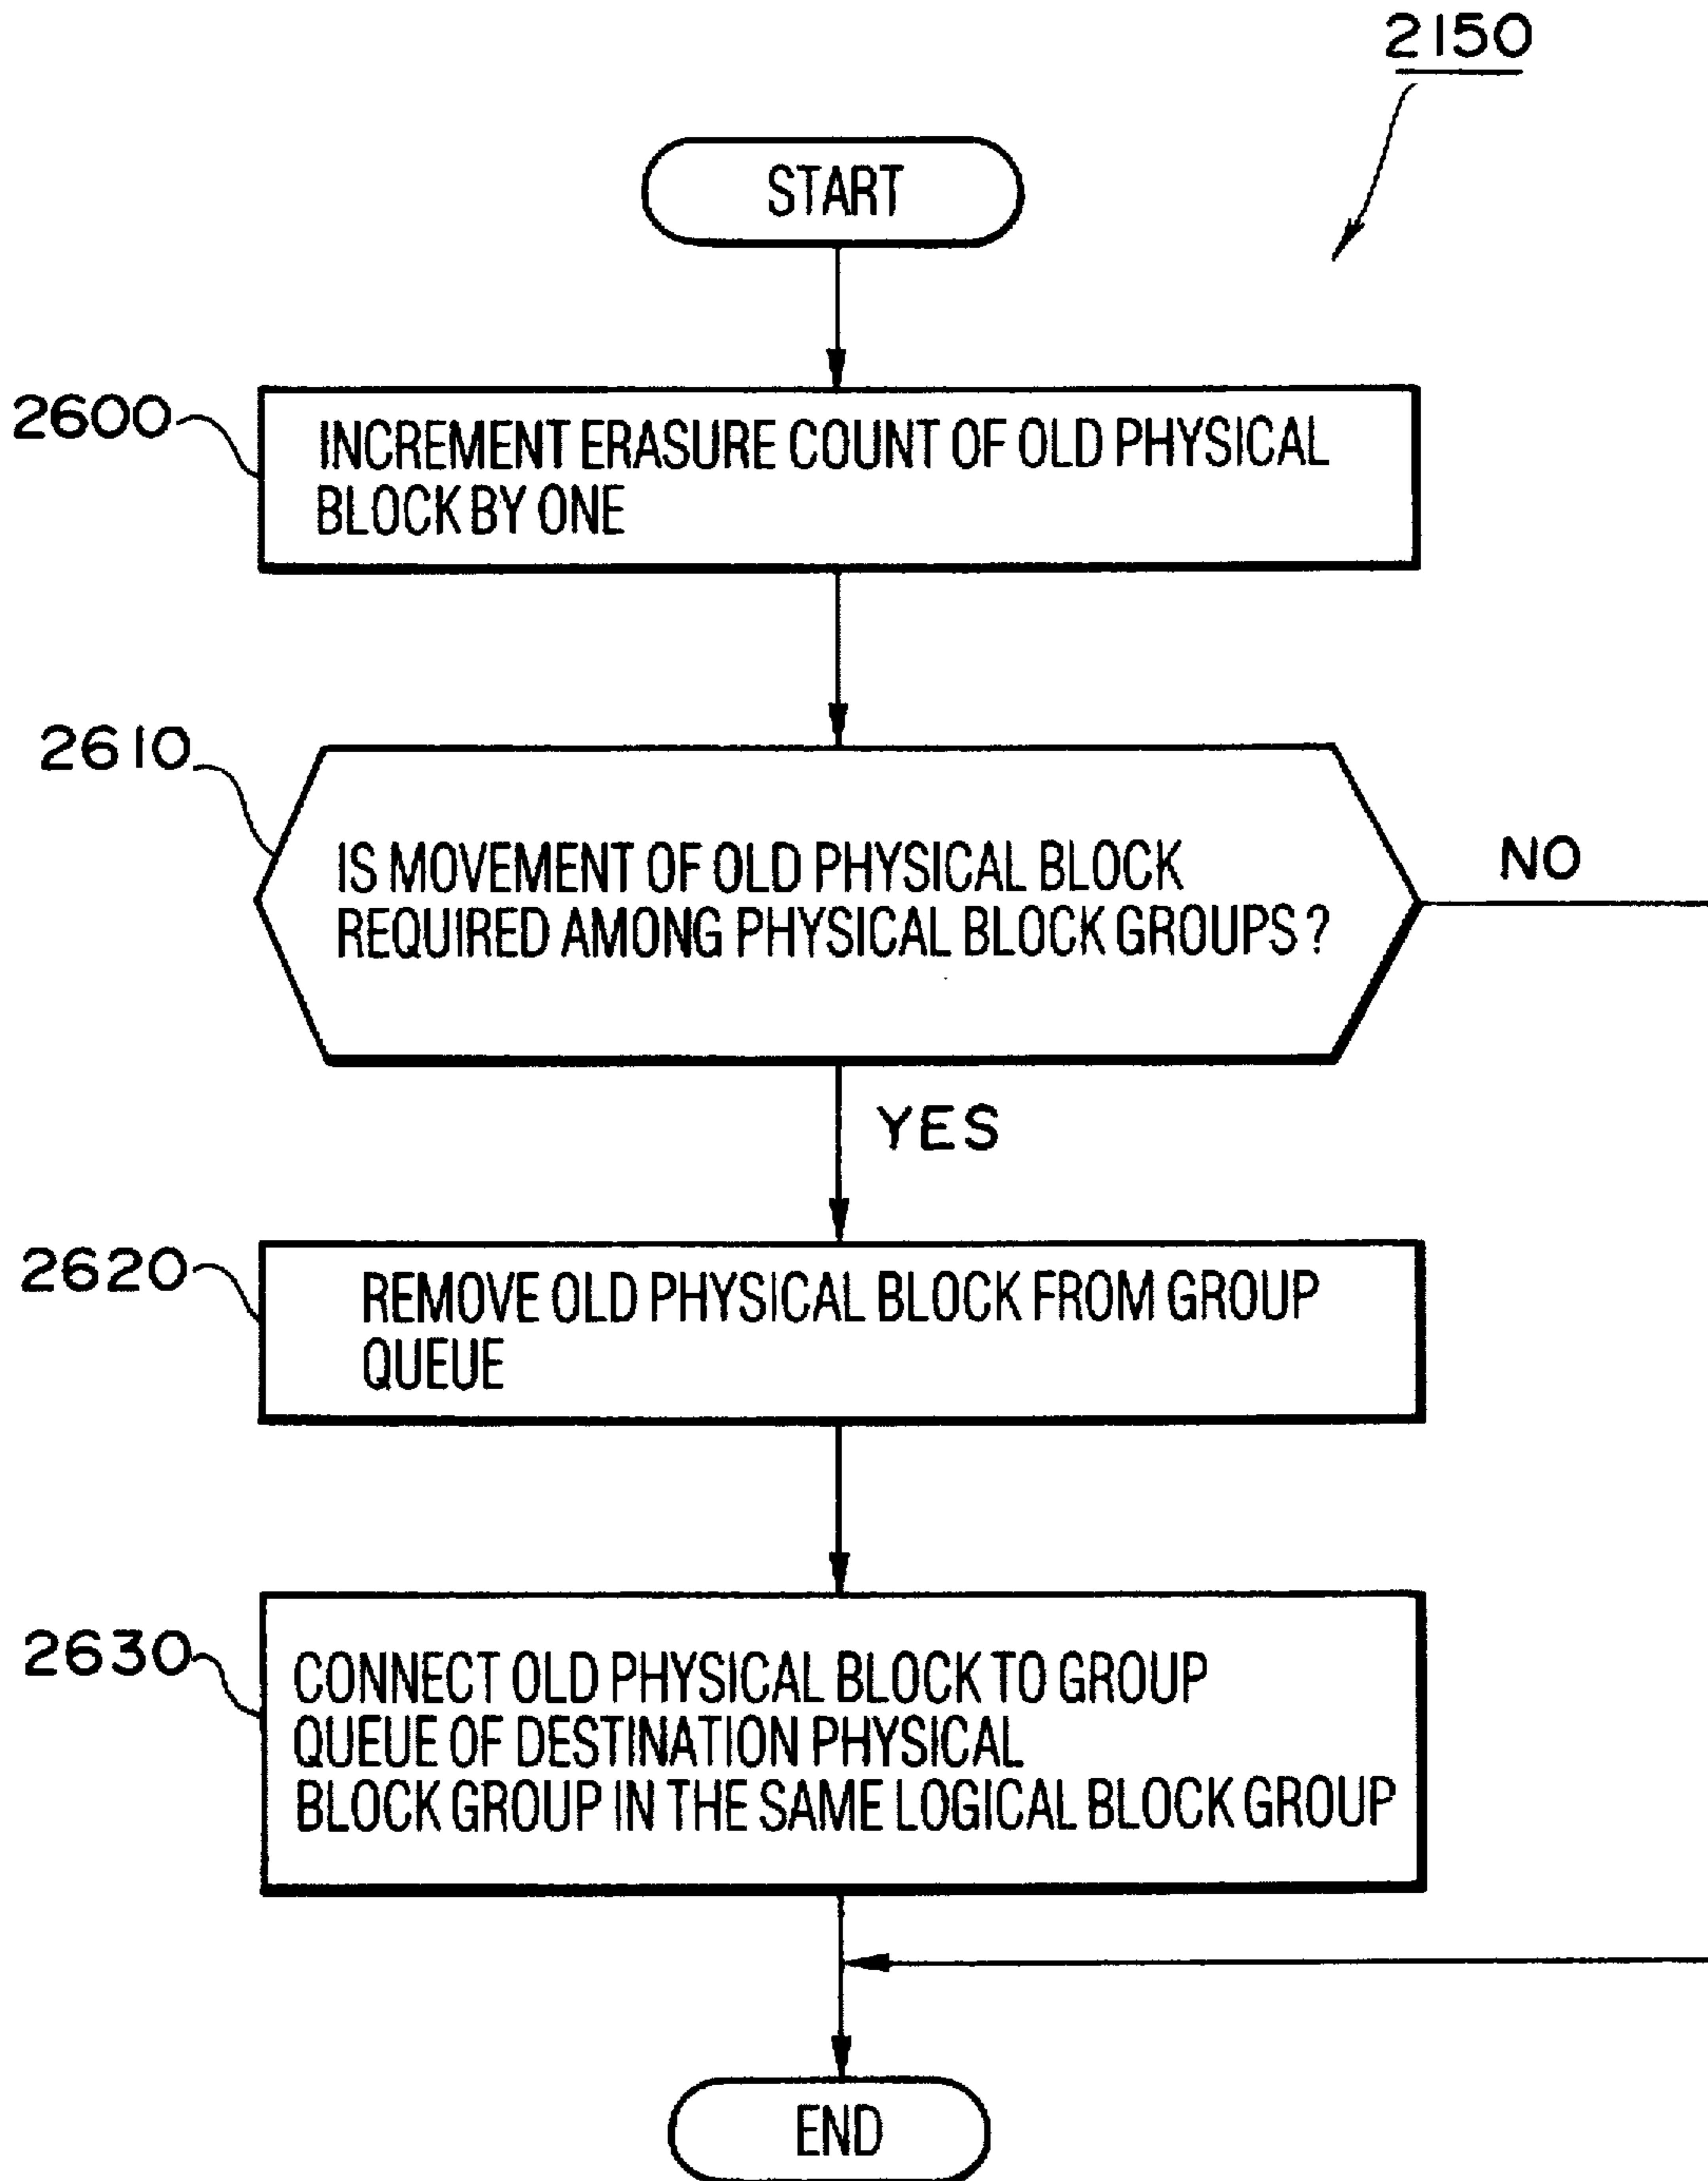 2150
START
2600
INCREMENT ERASURE COUNT OF OLD PHYSICAL
BLOCK BY ONE
2610
IS MOVEMENT OF OLD PHYSICAL BLOCK
REQUIRED AMONG PHYSICAL BLOCK GROUPS?
NO
YES
2620
REMOVE OLD PHYSICAL BLOCK FROM GROUP
QUEUE
2630
CONNECT OLD PHYSICAL BLOCK TO GROUP
QUEUE OF DESTINATION PHYSICAL
BLOCK GROUP IN THE SAME LOGICAL BLOCK GROUP
END